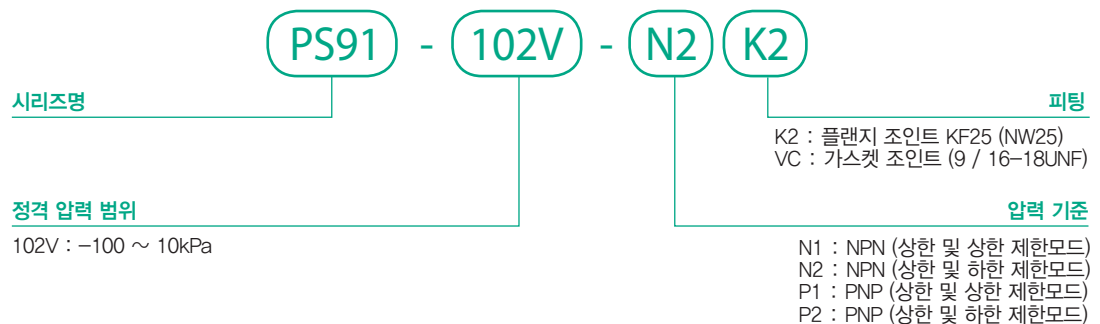 PS91 - 102V - N2 K2
시리즈명
피팅
K2 : 플랜지 조인트 KF25 (NW25)
VC : 가스켓 조인트 (9 / 16-18UNF)
정격 압력 범위
102V : -100 ~ 10kPa
압력 기준
N1 : NPN (상한 및 상한 제한모드)
N2 : NPN (상한 및 하한 제한모드)
P1 : PNP (상한 및 상한 제한모드)
P2 : PNP (상한 및 하한 제한모드)